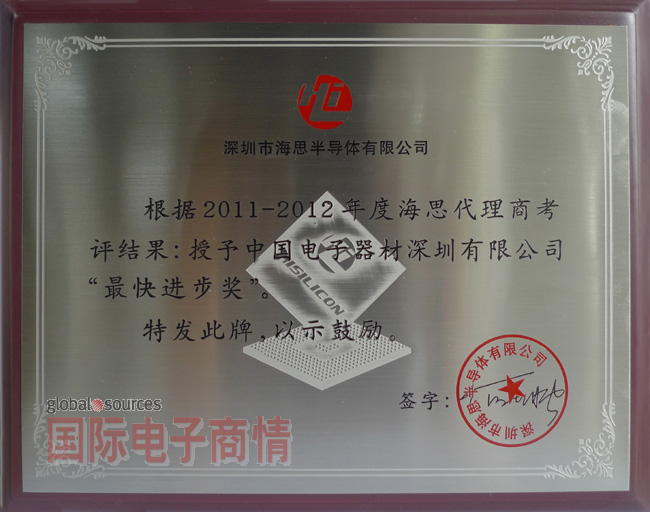 深圳市海思半导体有限公司
根据2011-2012年度海思代理商考
评结果:授予中国电子器材深圳有限公司
“最快进步奖”。
特发此牌,以示鼓励。
HISILICON
签字:
深圳市海思半导体有限公司
global sources
国际电子商情